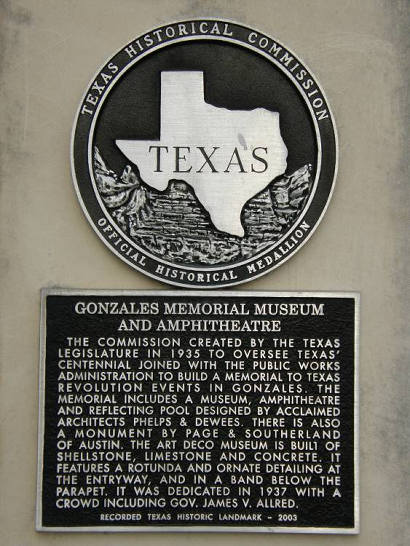 TEXAS HISTORICAL COMMISSION
TEXAS
OFFICIAL HISTORICAL MEDALLION
GONZALES MEMORIAL MUSEUM
AND AMPHITHEATRE
THE COMMISSION CREATED BY THE TEXAS
LEGISLATURE IN 1935 TO OVERSEE TEXAS'
CENTENNIAL JOINED WITH THE PUBLIC WORKS
ADMINISTRATION TO BUILD A MEMORIAL TO TEXAS
REVOLUTION EVENTS IN GONZALES. THE
MEMORIAL INCLUDES A MUSEUM, AMPHITHEATRE
AND REFLECTING POOL DESIGNED BY ACCLAIMED
ARCHITECTS PHELPS & DEWEES. THERE IS ALSO
A MONUMENT BY PAGE & SOUTHERLAND
OF AUSTIN. THE ART DECO MUSEUM IS BUILT OF
SHELLSTONE, LIMESTONE AND CONCRETE. IT
FEATURES A ROTUNDA AND ORNATE DETAILING AT
THE ENTRYWAY, AND IN A BAND BELOW THE
PARAPET. IT WAS DEDICATED IN 1937 WITH A
CROWD INCLUDING GOV. JAMES V. ALLRED.
RECORDED TEXAS HISTORIC LANDMARK – 2003